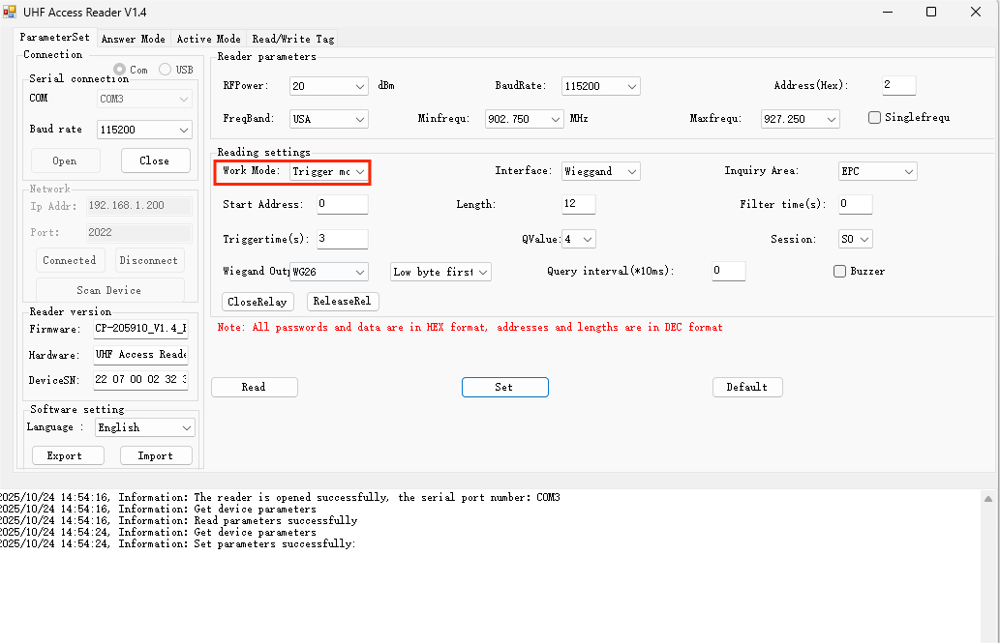 UHF Access Reader V1.4
ParameterSet Answer Mode Active Mode Read/Write Tag
Connection
Com USB
Serial connection
COM COM3
Baud rate 115200
Open Close
Network
Ip Addr: 192.168.1.200
Port: 2022
Connected Disconnect
Scan Device
Reader version
Firmware: CP-205910_V1.4_
Hardware: UHF Access Reade
DeviceSN: 22 07 00 02 32
Software setting
Language : English
Export Import
Reader parameters
RFPower: 20 dBm BaudRate: 115200 Address(Hex): 2
FreqBand: USA Minfrequ: 902.750 MHz Maxfrequ: 927.250 Singlefrequ
Reading settings
Work Mode: Trigger mo Interface: Wieggand Inquiry Area: EPC
Start Address: 0 Length: 12 Filter time(s): 0
Triggertime(s): 3 QValue: 4 Session: S0
Wiegand Outp WG26 Low byte first Query interval(*10ms): 0 Buzzer
CloseRelay ReleaseRel
Note: All passwords and data are in HEX format, addresses and lengths are in DEC format
Read Set Default
2025/10/24 14:54:16, Information: The reader is opened successfully, the serial port number: COM3
2025/10/24 14:54:16, Information: Get device parameters
2025/10/24 14:54:16, Information: Read parameters successfully
2025/10/24 14:54:24, Information: Get device parameters
2025/10/24 14:54:24, Information: Set parameters successfully: